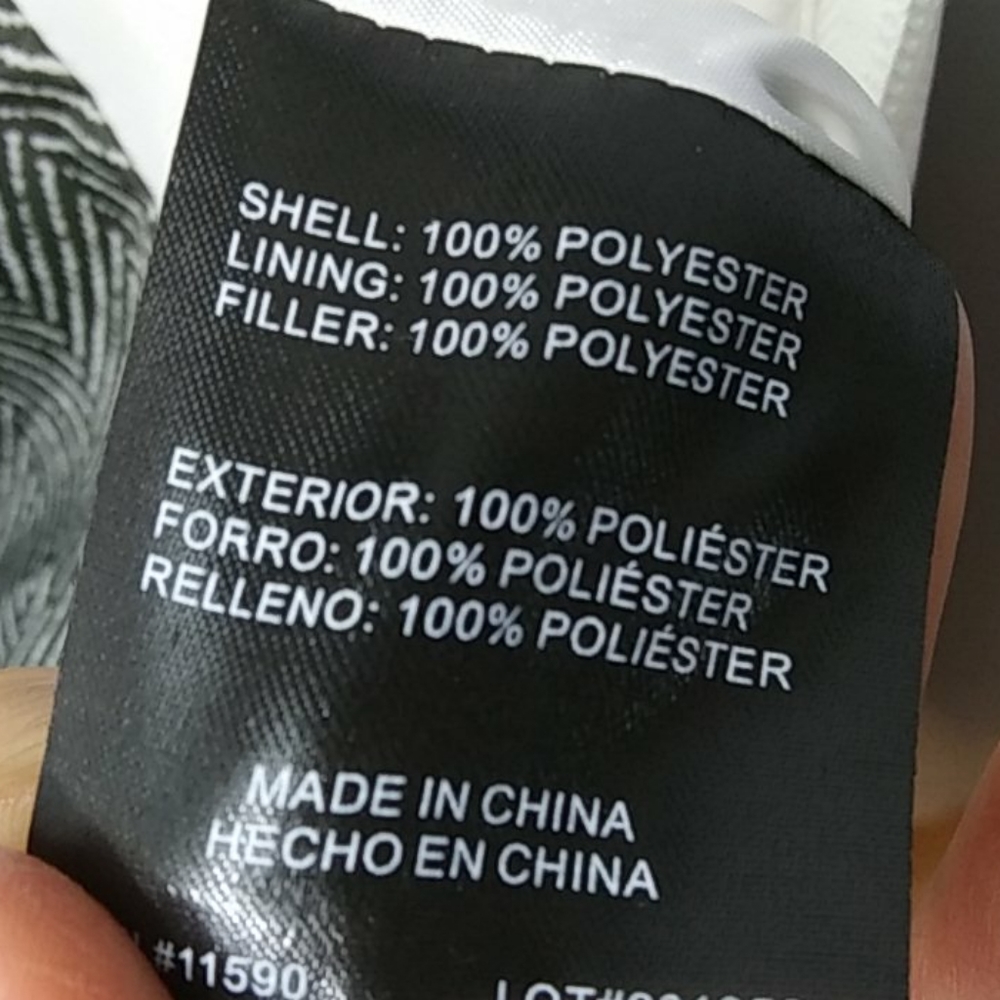 SHELL: 100% POLYESTER
LINING: 100% POLYESTER
FILLER: 100% POLYESTER
EXTERIOR: 100% POLIÉSTER
FORRO: 100% POLIÉSTER
RELLENO: 100% POLIÉSTER
MADE IN CHINA
HECHO EN CHINA
#11590